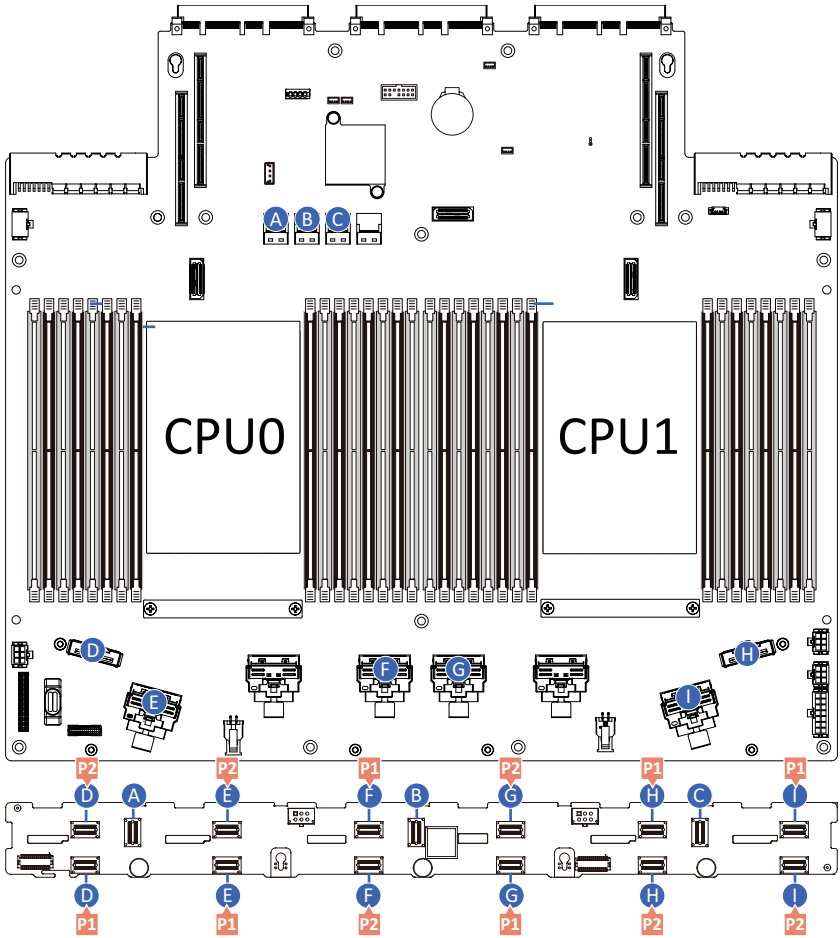 A B C
CPU0 CPU1
D H
F G
E I
P2 P2 P1 P2 P1 P1
D A E F B G H C I
D E F G H I
P1 P1 P2 P1 P2 P2